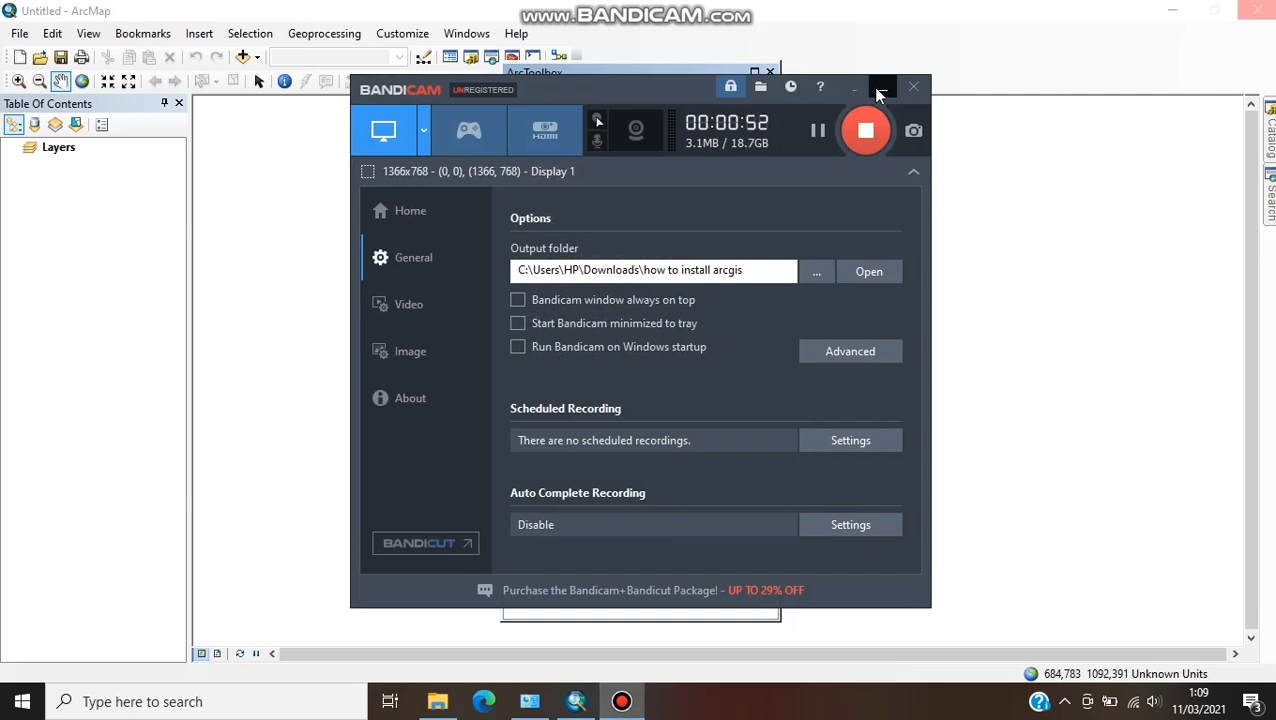 Untitled - ArcMap
www.BANDICAM.com
File Edit View Bookmarks Insert Selection Geoprocessing Customize Windows Help
ArcToolbox
Table Of Contents
Layers
BANDICAM UNREGISTERED
HDMI
00:00:52
3.1MB / 18.7GB
1366x768 - (0, 0), (1366, 768) - Display 1
Home
General
Video
Image
About
BANDICUT
Options
Output folder
C:\Users\HP\Downloads\how to install arcgis
... Open
Bandicam window always on top
Start Bandicam minimized to tray
Run Bandicam on Windows startup
Advanced
Scheduled Recording
There are no scheduled recordings. Settings
Auto Complete Recording
Disable Settings
Purchase the Bandicam+Bandicut Package! - UP TO 29% OFF
Catalog
Search
684,783 1092,391 Unknown Units
Type here to search
1:09
11/03/2021
3